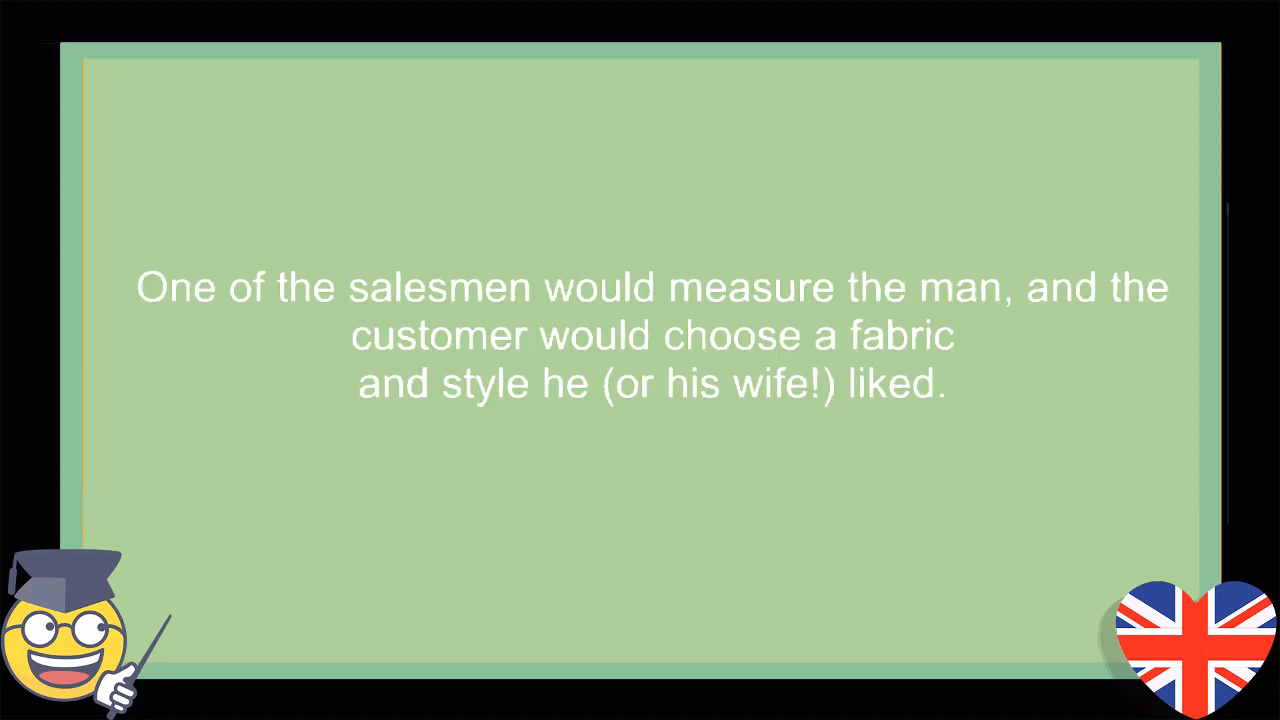 One of the salesmen would measure the man, and the
customer would choose a fabric
and style he (or his wife!) liked.